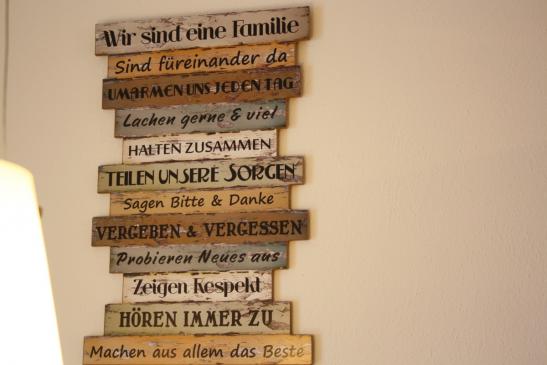 Wir sind eine Familie
Sind füreinander da
UMARMEN UNS JEDEN TAG
Lachen gerne & viel
HALTEN ZUSAMMEN
TEILEN UNSERE SORGEN
Sagen Bitte & Danke
VERGEBEN & VERGESSEN
Probieren Neues aus
Zeigen Respekt
HÖREN IMMER ZU
Machen aus allem das Beste